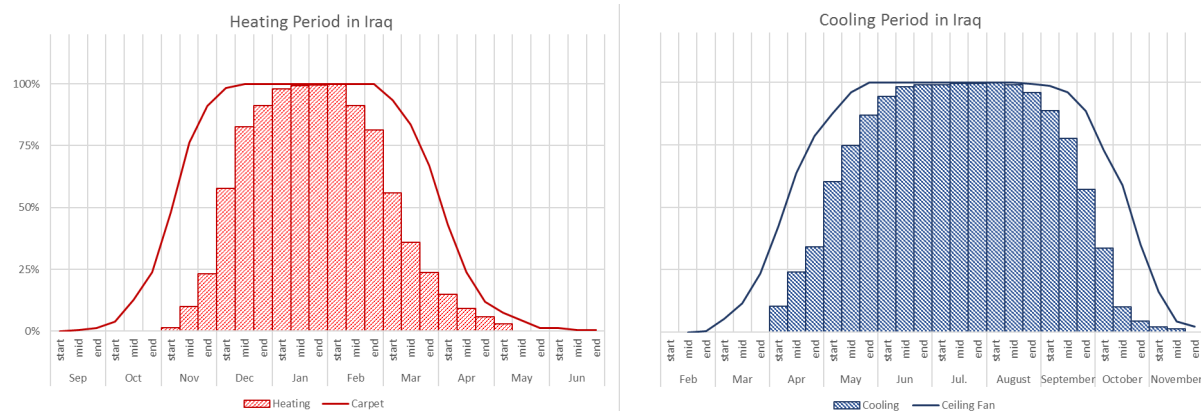 Heating Period in Iraq
100%
75%
50%
25%
0%
start mid end start mid end start mid end start mid end start mid end start mid end start mid end start mid end start mid end start mid end
Sep Oct Nov Dec Jan Feb Mar Apr May Jun
Heating Carpet
Cooling Period in Iraq
start mid end start mid end start mid end start mid end start mid end start mid end start mid end start mid end start mid end start mid end
Feb Mar Apr May Jun Jul. August September October November
Cooling Ceiling Fan